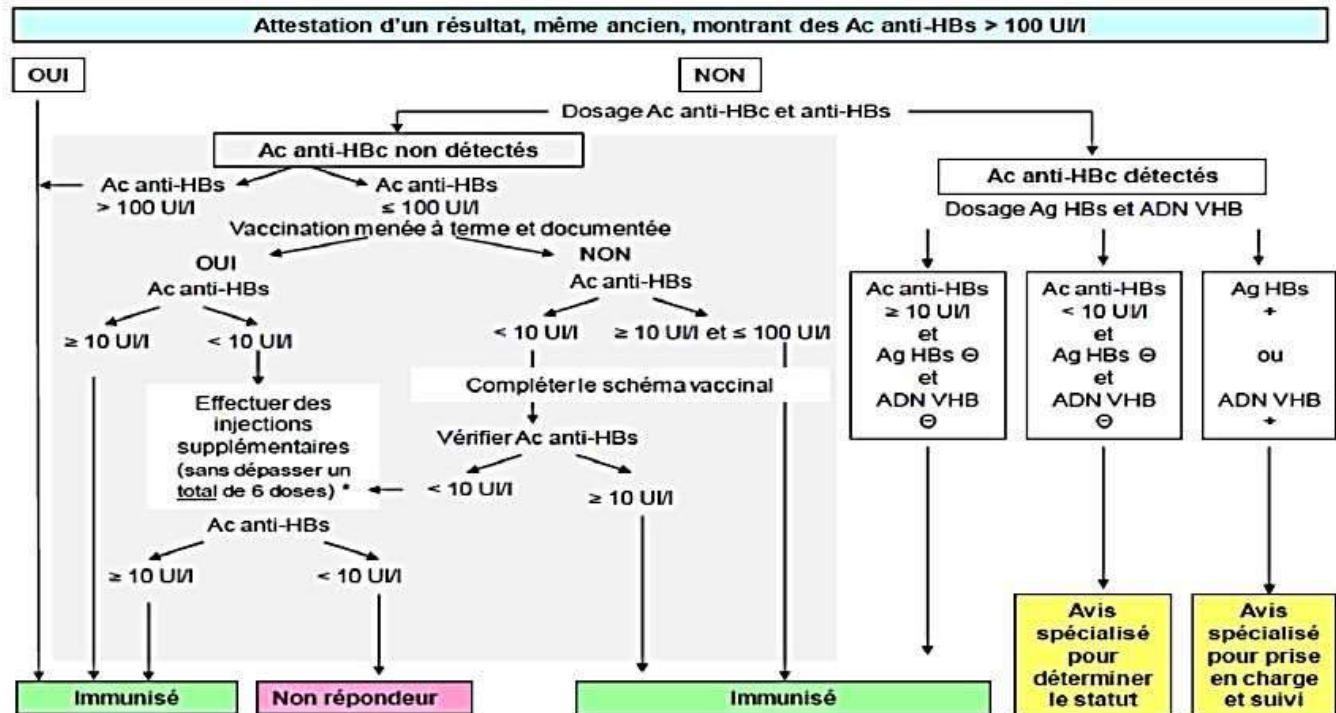 Attestation d'un résultat, même ancien, montrant des Ac anti-HBs > 100 UI/l
OUI
NON
Dosage Ac anti-HBc et anti-HBs
Ac anti-HBc non détectés
Ac anti-HBs
> 100 UI/l
Ac anti-HBs
≤ 100 UI/l
Vaccination menée à terme et documentée
OUI
Ac anti-HBs
≥ 10 UI/l
< 10 UI/l
Effectuer des
injections
supplémentaires
(sans dépasser un
total de 6 doses) *
NON
Ac anti-HBs
< 10 UI/l
≥ 10 UI/l et ≤ 100 UI/l
Compléter le schéma vaccinal
Vérifier Ac anti-HBs
< 10 UI/l
≥ 10 UI/l
Ac anti-HBs
≥ 10 UI/l
< 10 UI/l
Ac anti-HBc détectés
Dosage Ag HBs et ADN VHB
Ac anti-HBs
≥ 10 UI/l
et
Ag HBs ⊖
et
ADN VHB
⊖
Ac anti-HBs
< 10 UI/l
et
Ag HBs ⊖
et
ADN VHB
⊖
Ag HBs
+
ou
ADN VHB
+
Immunisé
Non répondeur
Immunisé
Avis
spécialisé
pour
déterminer
le statut
Avis
spécialisé
pour prise
en charge
et suivi